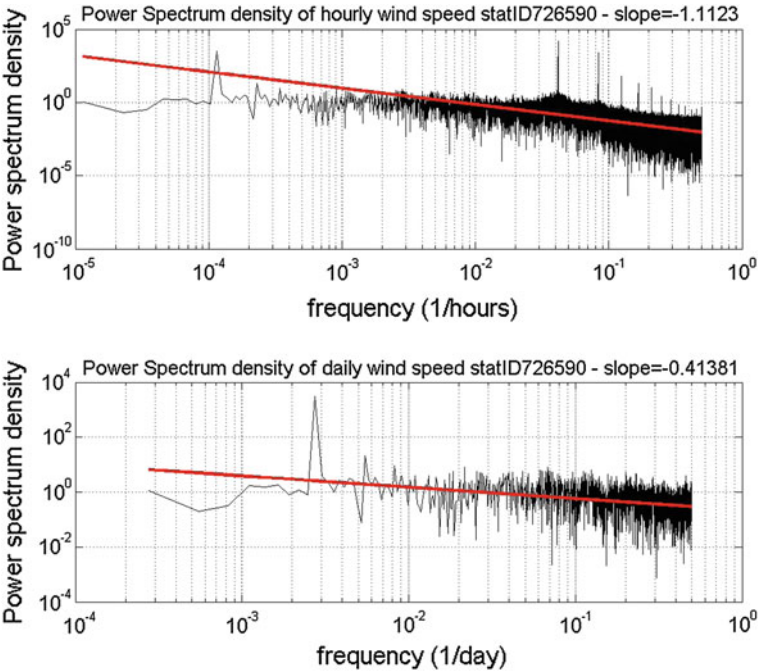 Power Spectrum density of hourly wind speed statID726590 - slope=-1.1123
Power spectrum density
10^5
10^0
10^-5
10^-10
10^-5 10^-4 10^-3 10^-2 10^-1 10^0
frequency (1/hours)
Power Spectrum density of daily wind speed statID726590 - slope=-0.41381
Power spectrum density
10^4
10^2
10^0
10^-2
10^-4
10^-4 10^-3 10^-2 10^-1 10^0
frequency (1/day)